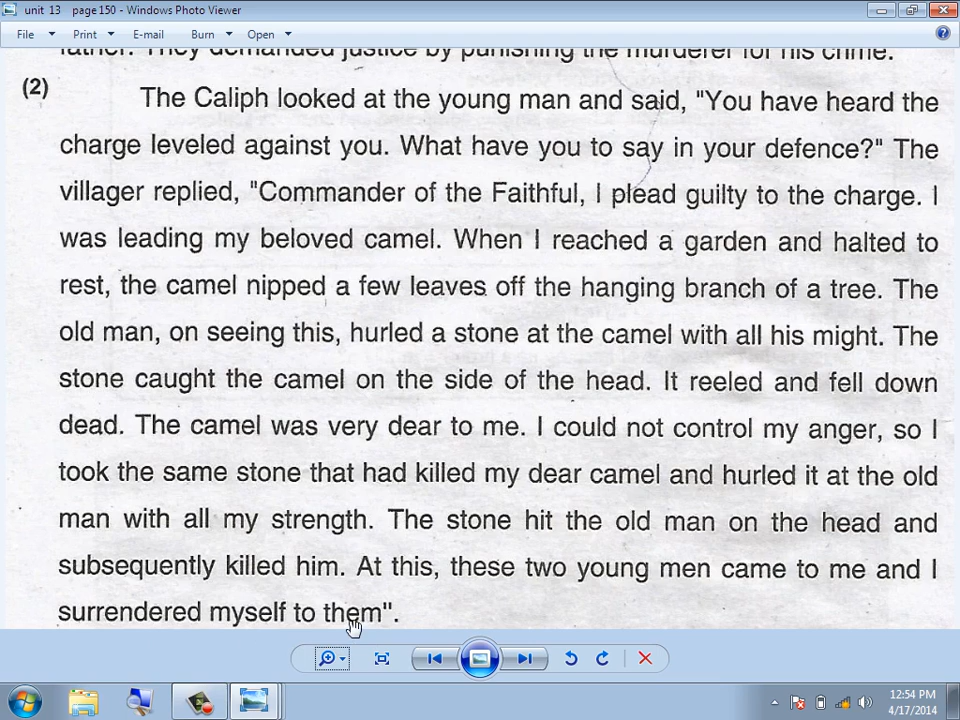 unit 13 page 150 - Windows Photo Viewer
File Print E-mail Burn Open
father. They demanded justice by punishing the murderer for his crime.
(2)
The Caliph looked at the young man and said, "You have heard the
charge leveled against you. What have you to say in your defence?" The
villager replied, "Commander of the Faithful, I plead guilty to the charge. I
was leading my beloved camel. When I reached a garden and halted to
rest, the camel nipped a few leaves off the hanging branch of a tree. The
old man, on seeing this, hurled a stone at the camel with all his might. The
stone caught the camel on the side of the head. It reeled and fell down
dead. The camel was very dear to me. I could not control my anger, so I
took the same stone that had killed my dear camel and hurled it at the old
man with all my strength. The stone hit the old man on the head and
subsequently killed him. At this, these two young men came to me and I
surrendered myself to them".
12:54 PM
4/17/2014